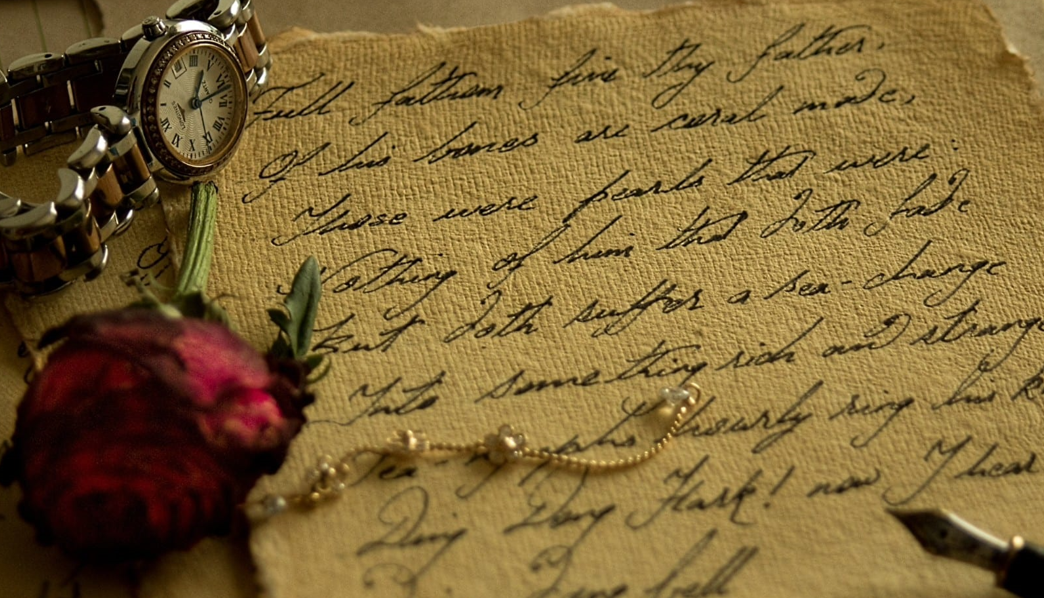 Full fathom five thy father,
Of his bones are coral made,
Those were pearls that were
Nothing of him that doth fade
But doth suffer a sea-change
Into something rich and strange
Sea- hourly ring his
Ding Dong Hark! now I hear
Ding Dong bell